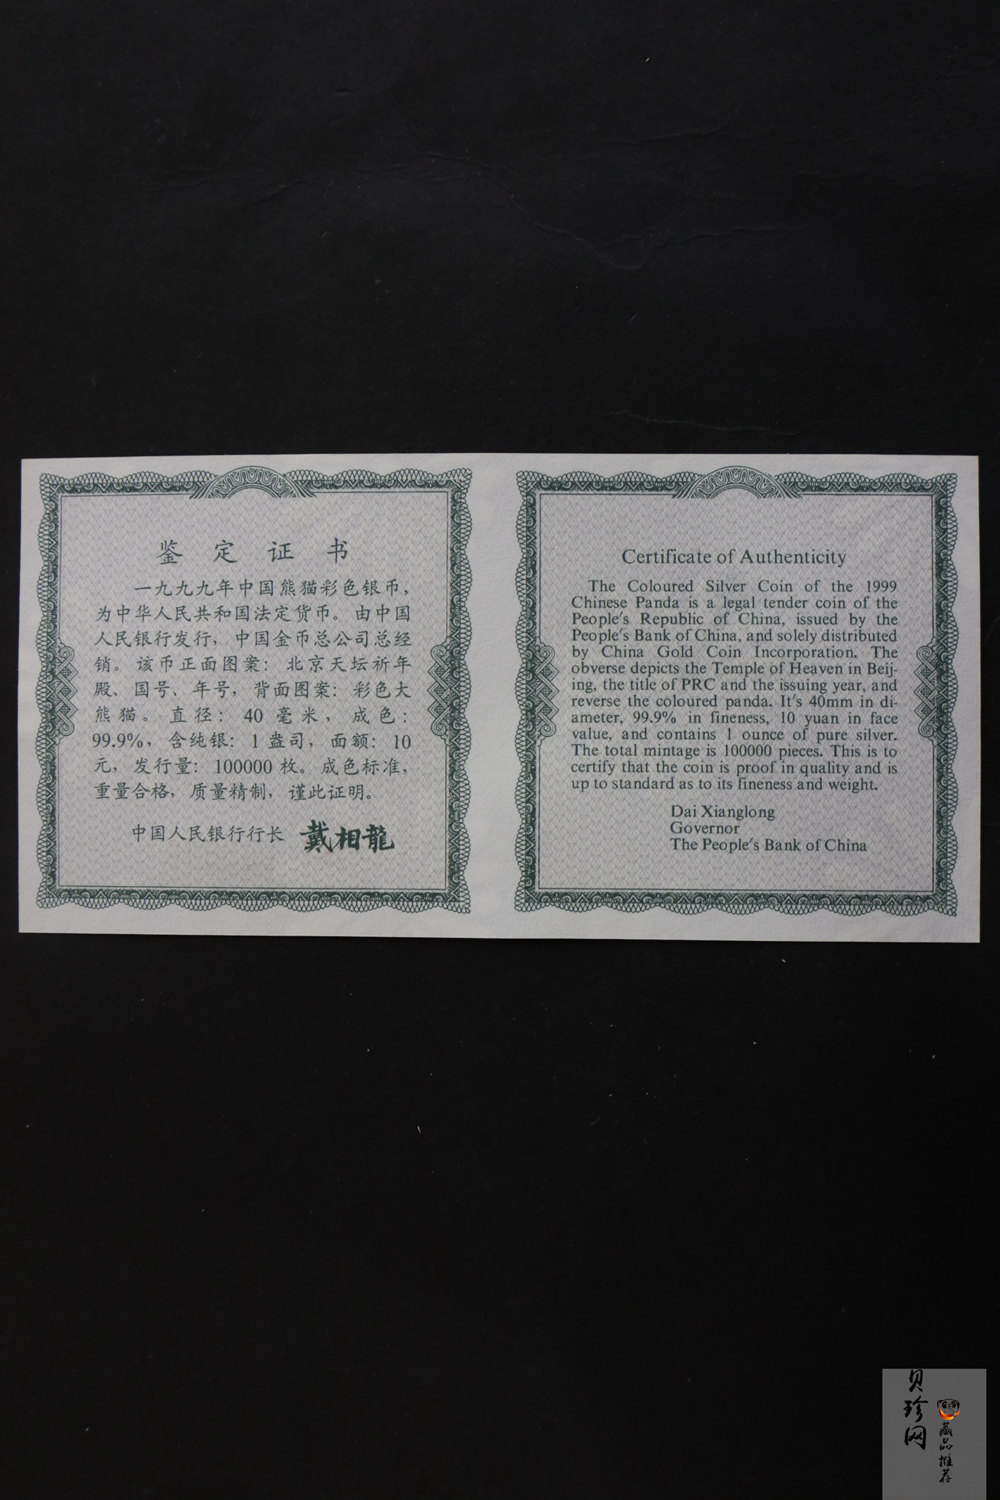 鉴定证书
一九九九年中国熊猫彩色银币，
为中华人民共和国法定货币。由中国
人民银行发行，中国金币总公司总经
销。该币正面图案：北京天坛祈年
殿、国号、年号，背面图案：彩色大
熊猫。直径：40毫米，成色：
99.9%，含纯银：1盎司，面额：10
元，发行量：100000枚。成色标准，
重量合格，质量精制，谨此证明。
中国人民银行行长 戴相龍
Certificate of Authenticity
The Coloured Silver Coin of the 1999
Chinese Panda is a legal tender coin of the
People's Republic of China, issued by the
People's Bank of China, and solely distributed
by China Gold Coin Incorporation. The
obverse depicts the Temple of Heaven in Beij-
ing, the title of PRC and the issuing year, and
reverse the coloured panda. It's 40mm in di-
ameter, 99.9% in fineness, 10 yuan in face
value, and contains 1 ounce of pure silver.
The total mintage is 100000 pieces. This is to
certify that the coin is proof in quality and is
up to standard as to its fineness and weight.
Dai Xianglong
Governor
The People's Bank of China
贝珍网
藏品推荐